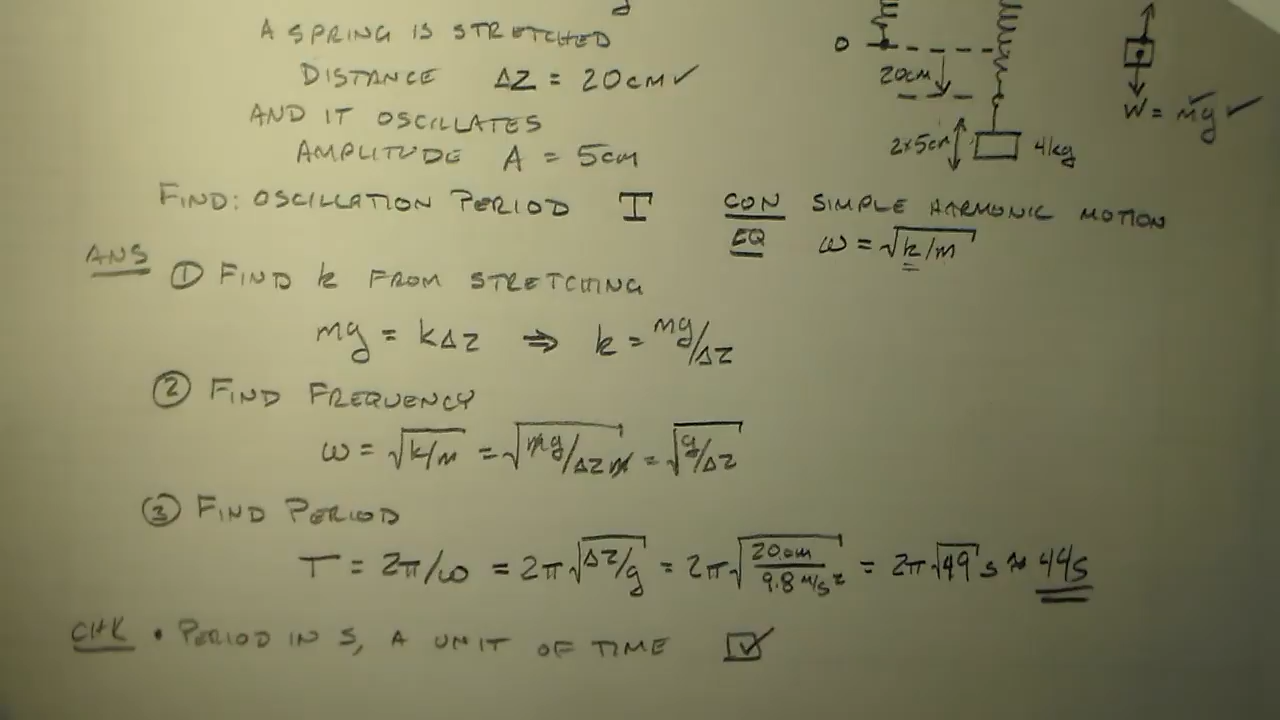 A SPRING IS STRETCHED
DISTANCE ΔZ = 20cm ✓
AND IT OSCILLATES
AMPLITUDE A = 5cm
FIND: OSCILLATION PERIOD T
0
20cm
2×5cm
4kg
W = mg ✓
CON SIMPLE HARMONIC MOTION
EQ ω = √k/m
ANS
① FIND k FROM STRETCHING
mg = kΔZ ⇒ k = mg/ΔZ
② FIND FREQUENCY
ω = √k/m = √mg/ΔZm = √g/ΔZ
③ FIND PERIOD
T = 2π/ω = 2π√ΔZ/g = 2π√20cm/9.8 m/s² = 2π√49 s ≈ 44s
CHK • PERIOD IN S, A UNIT OF TIME ☑